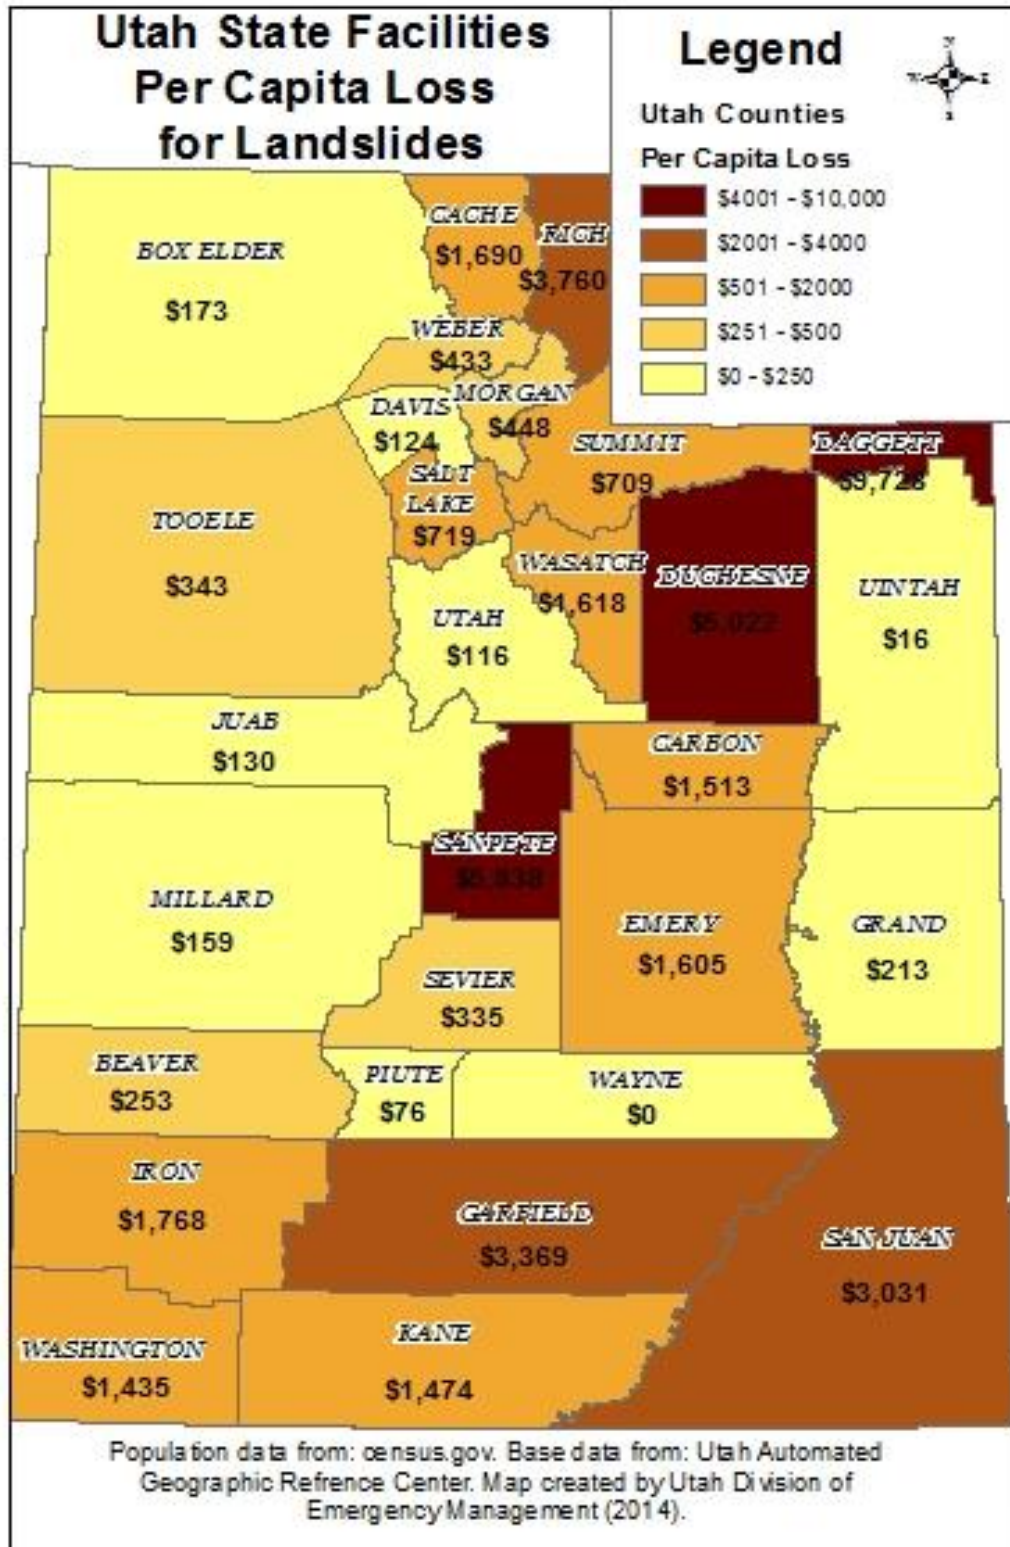 Utah State Facilities
Per Capita Loss
for Landslides
Legend
N
W E
S
Utah Counties
Per Capita Loss
$4001 - $10,000
$2001 - $4000
$501 - $2000
$251 - $500
$0 - $250
BOX ELDER
$173
CACHE
$1,690
RICH
$3,760
WEBER
$433
MORGAN
$448
DAVIS
$124
SUMMIT
$709
DAGGETT
SALT
LAKE
$719
TOOELE
$343
WASATCH
$1,618
DUCHESNE
$5,022
UINTAH
$16
UTAH
$116
JUAB
$130
CARBON
$1,513
SANPETE
MILLARD
$159
EMERY
$1,605
GRAND
$213
SEVIER
$335
BEAVER
$253
PIUTE
$76
WAYNE
$0
IRON
$1,768
GARFIELD
$3,369
SAN JUAN
$3,031
WASHINGTON
$1,435
KANE
$1,474
Population data from: census.gov. Base data from: Utah Automated
Geographic Refrence Center. Map created by Utah Division of
Emergency Management (2014).